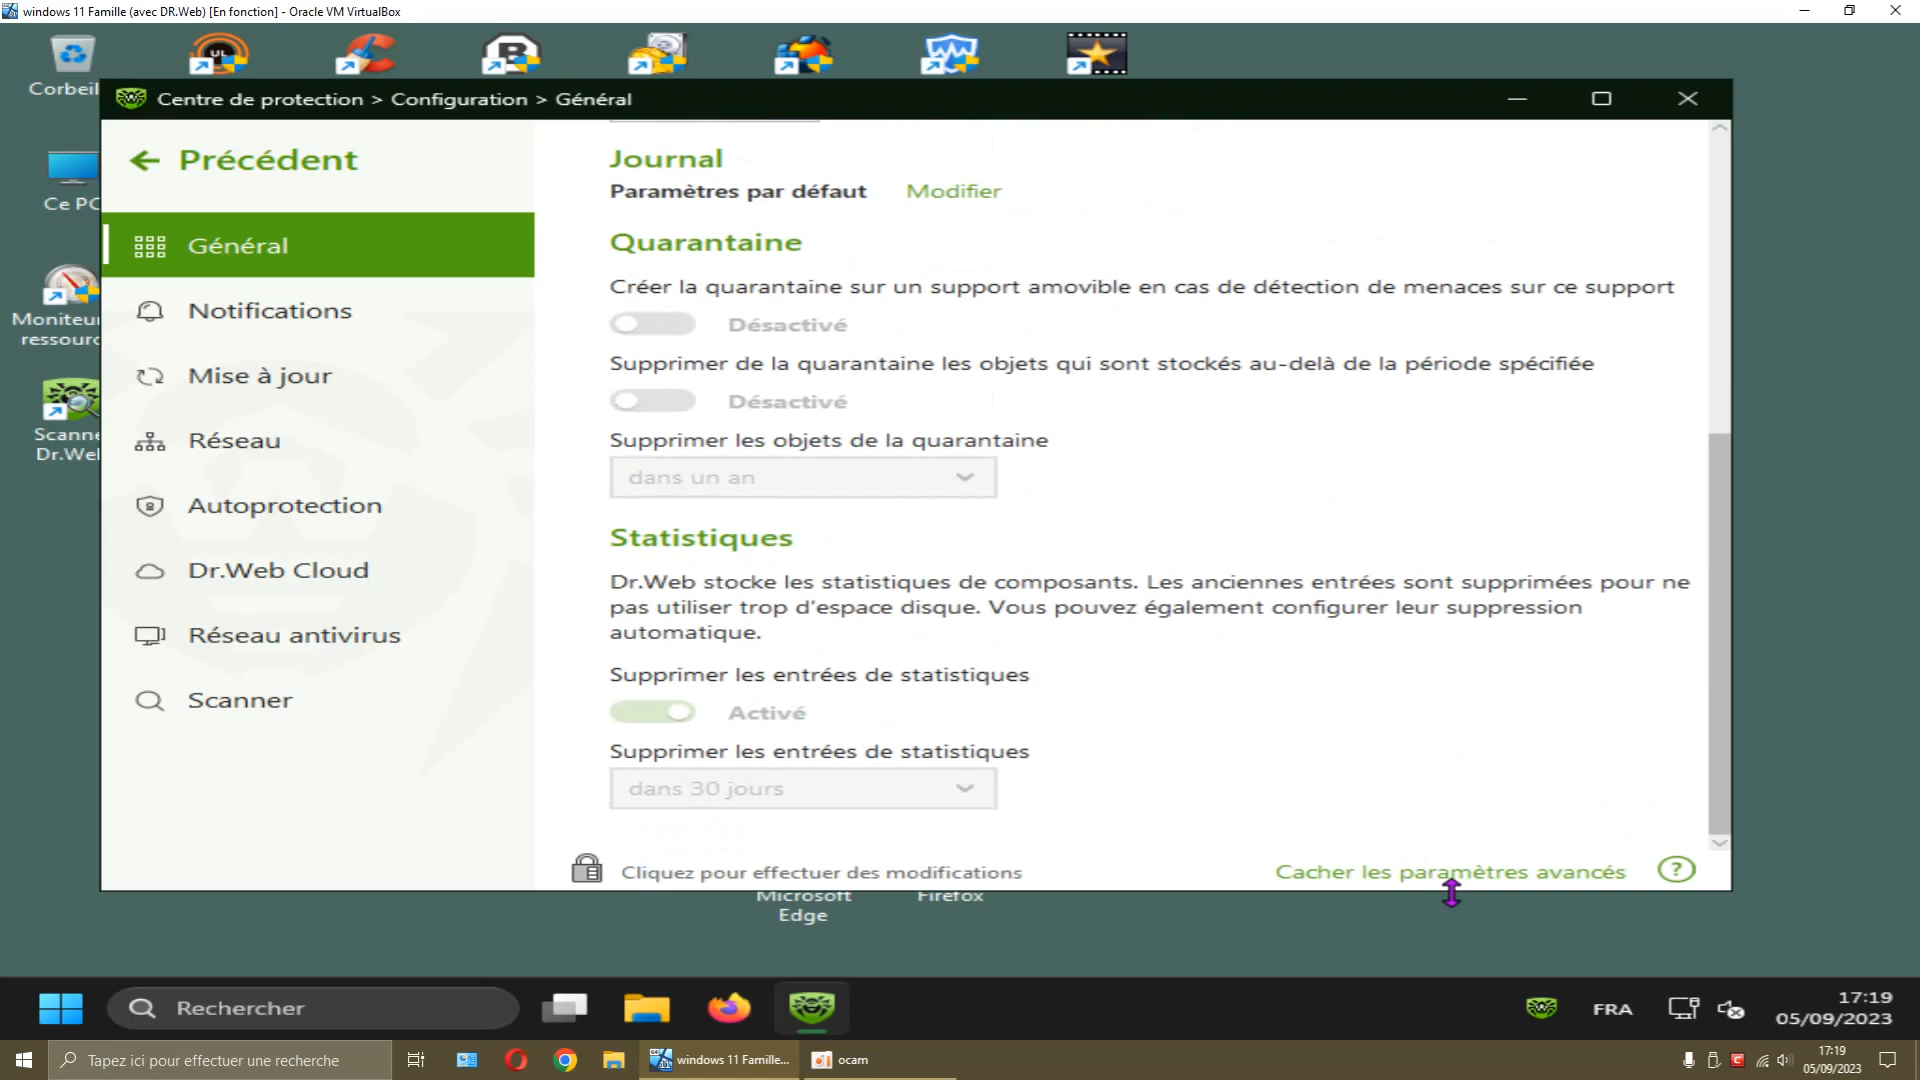 windows 11 Famille (avec DR.Web) [En fonction] - Oracle VM VirtualBox
Corbeil
Centre de protection > Configuration > Général
Ce PC
Moniteu
ressourc
Scanne
Dr.Wel
Précédent
Général
Notifications
Mise à jour
Réseau
Autoprotection
Dr.Web Cloud
Réseau antivirus
Scanner
Journal
Paramètres par défaut Modifier
Quarantaine
Créer la quarantaine sur un support amovible en cas de détection de menaces sur ce support
Désactivé
Supprimer de la quarantaine les objets qui sont stockés au-delà de la période spécifiée
Désactivé
Supprimer les objets de la quarantaine
dans un an
Statistiques
Dr.Web stocke les statistiques de composants. Les anciennes entrées sont supprimées pour ne
pas utiliser trop d'espace disque. Vous pouvez également configurer leur suppression
automatique.
Supprimer les entrées de statistiques
Activé
Supprimer les entrées de statistiques
dans 30 jours
Cliquez pour effectuer des modifications
Cacher les paramètres avancés ?
Microsoft
Edge
Firefox
Rechercher
FRA
17:19
05/09/2023
Tapez ici pour effectuer une recherche
windows 11 Famille...
ocam
17:19
05/09/2023